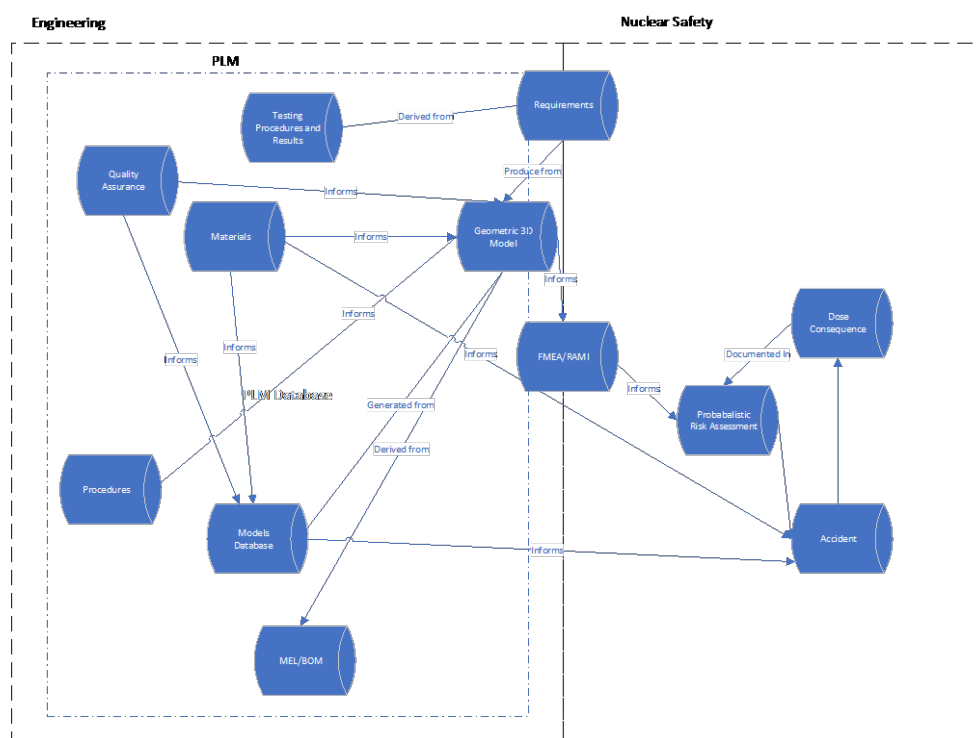 Engineering
Nuclear Safety
PLM
Requirements
Testing
Procedures and
Results
Derived from
Quality
Assurance
Produce from
Informs
Materials
Informs
Geometric 3D
Model
Informs
Informs
Dose
Consequence
Informs
Informs
Informs
FMEA/RAMI
Documented In
Informs
PLM Database
Generated from
Probabalistic
Risk Assessment
Derived from
Procedures
Models
Database
Informs
Accident
MEL/BOM